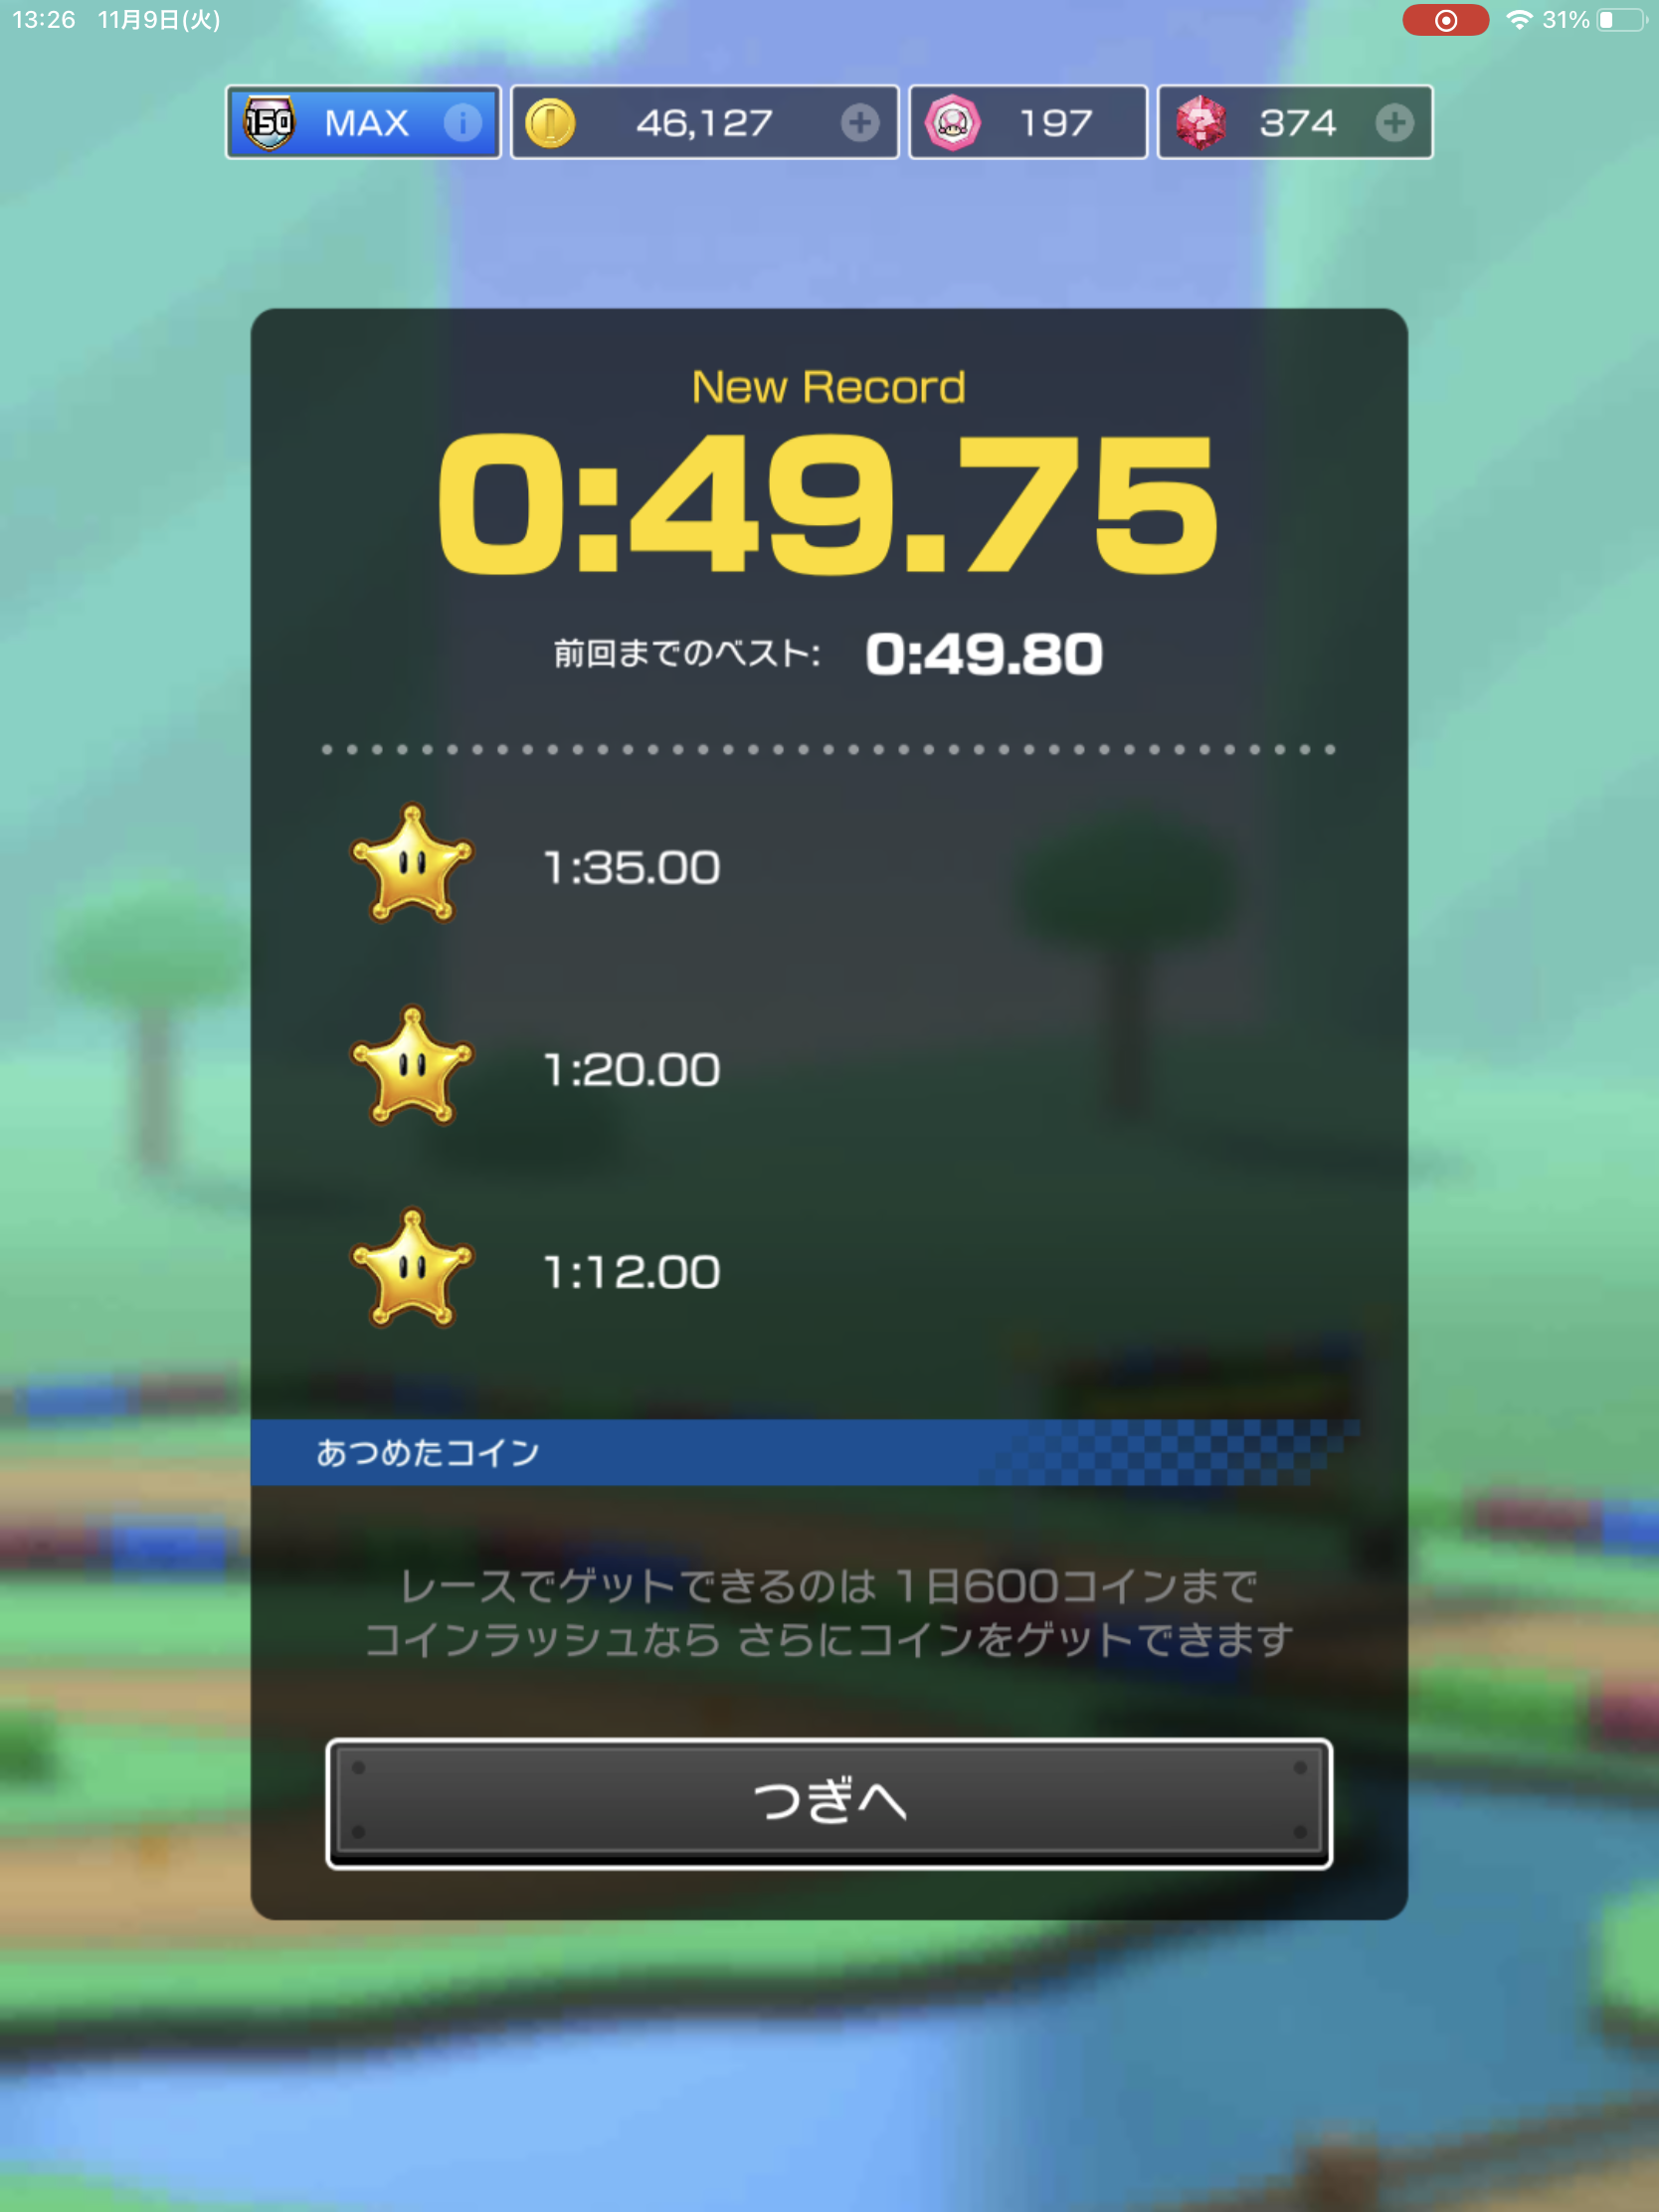 13:26 11月9日(火) 31%
150 MAX 46,127 197 374
New Record
0:49.75
前回までのベスト: 0:49.80
1:35.00
1:20.00
1:12.00
あつめたコイン
レースでゲットできるのは 1日600コインまで
コインラッシュなら さらにコインをゲットできます
つぎへ